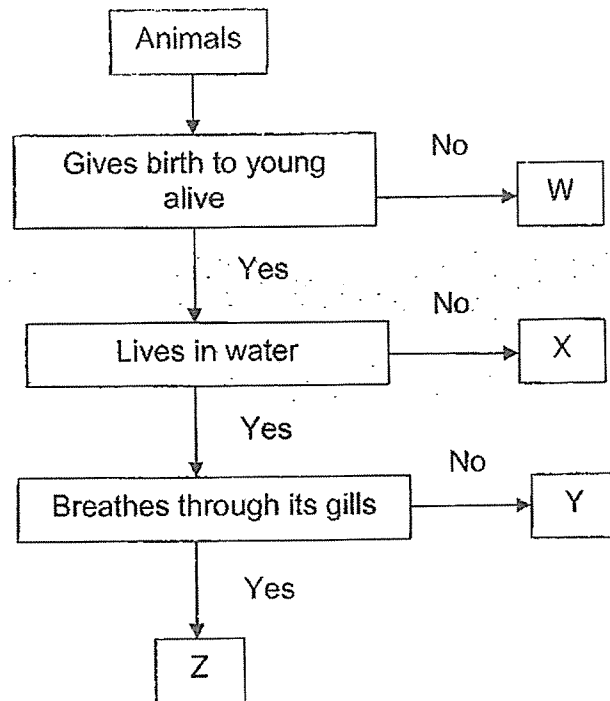 Animals
Gives birth to young
alive
No
W
Yes
Lives in water
No
X
Yes
Breathes through its gills
No
Y
Yes
Z